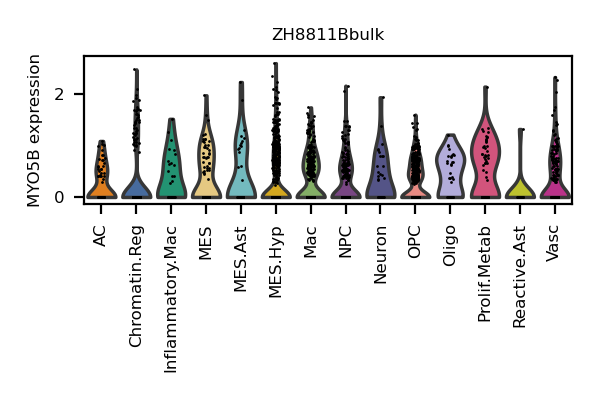 ZH8811Bbulk
MYO5B expression
2
0
AC
Chromatin.Reg
Inflammatory.Mac
MES
MES.Ast
MES.Hyp
Mac
NPC
Neuron
OPC
Oligo
Prolif.Metab
Reactive.Ast
Vasc